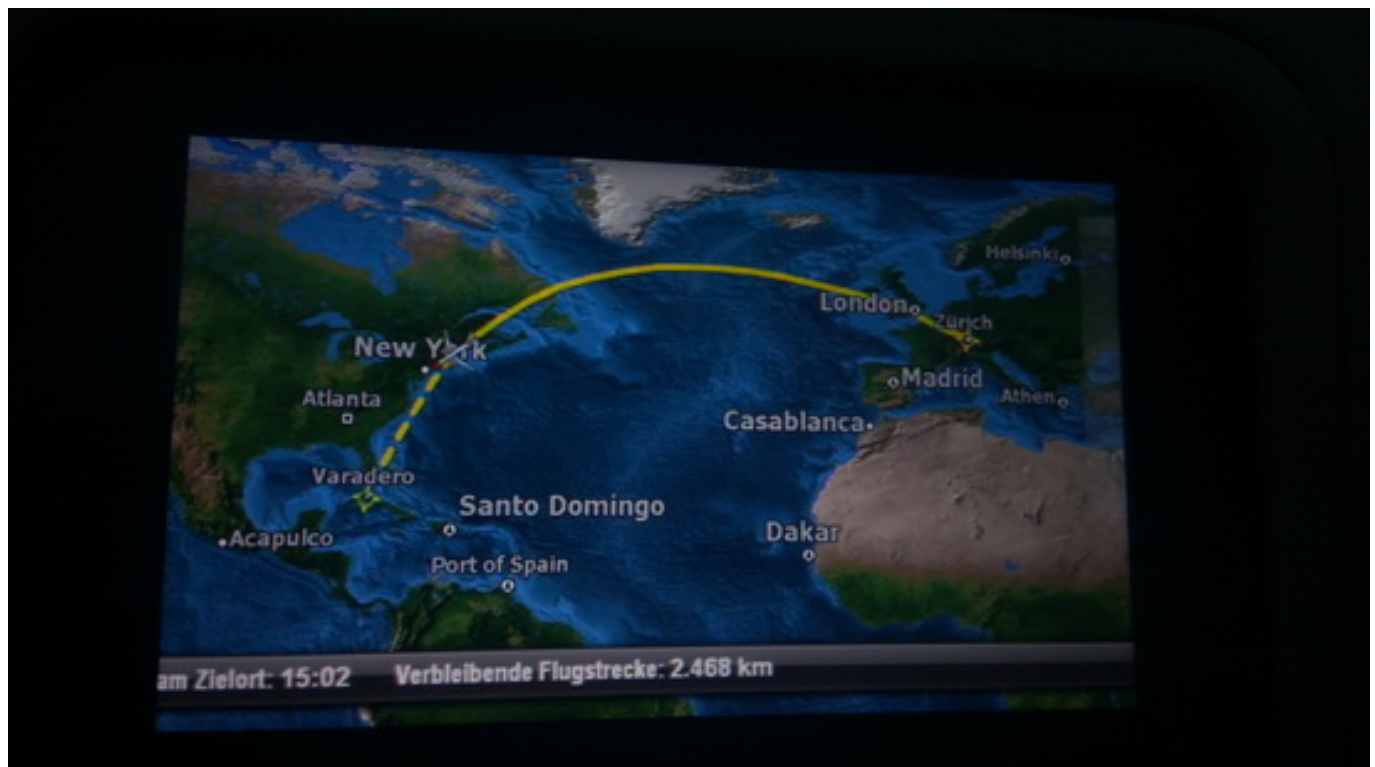 Helsinki
London
Zürich
New York
Madrid
Atlanta
Athen
Casablanca
Varadero
Santo Domingo
Dakar
Acapulco
Port of Spain
am Zielort: 15:02 Verbleibende Flugstrecke: 2.468 km